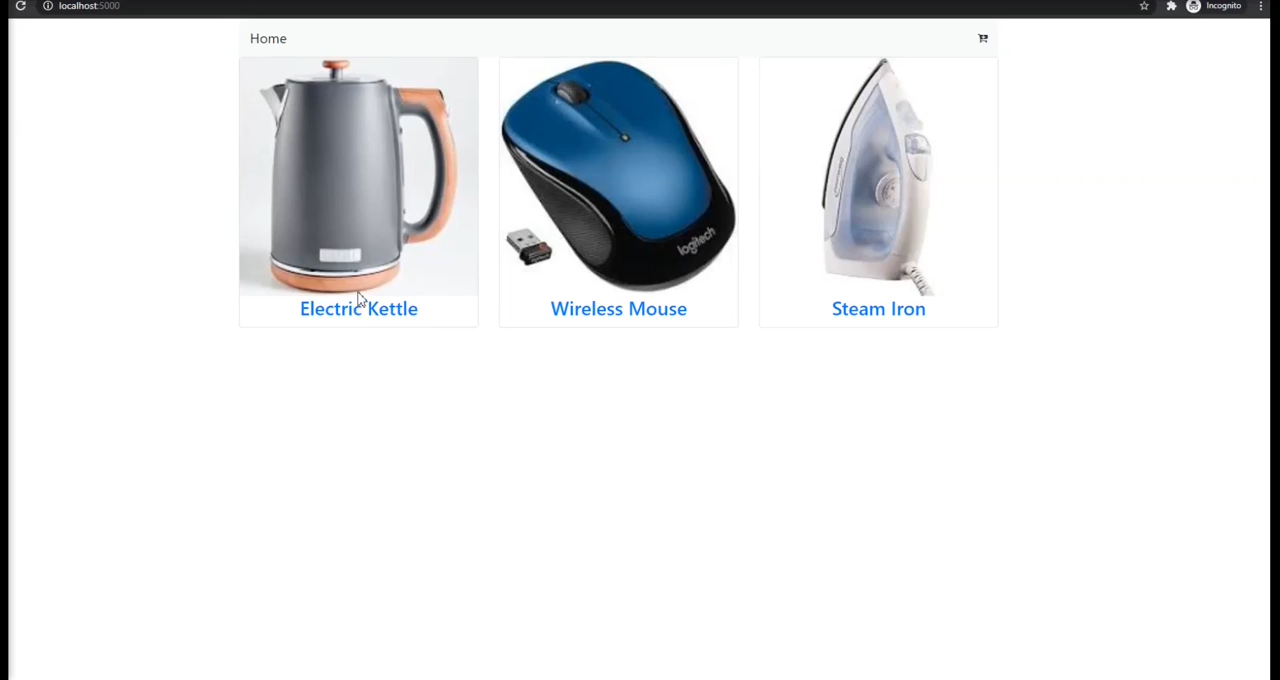 localhost:5000
Incognito
Home
logitech
Electric Kettle
Wireless Mouse
Steam Iron